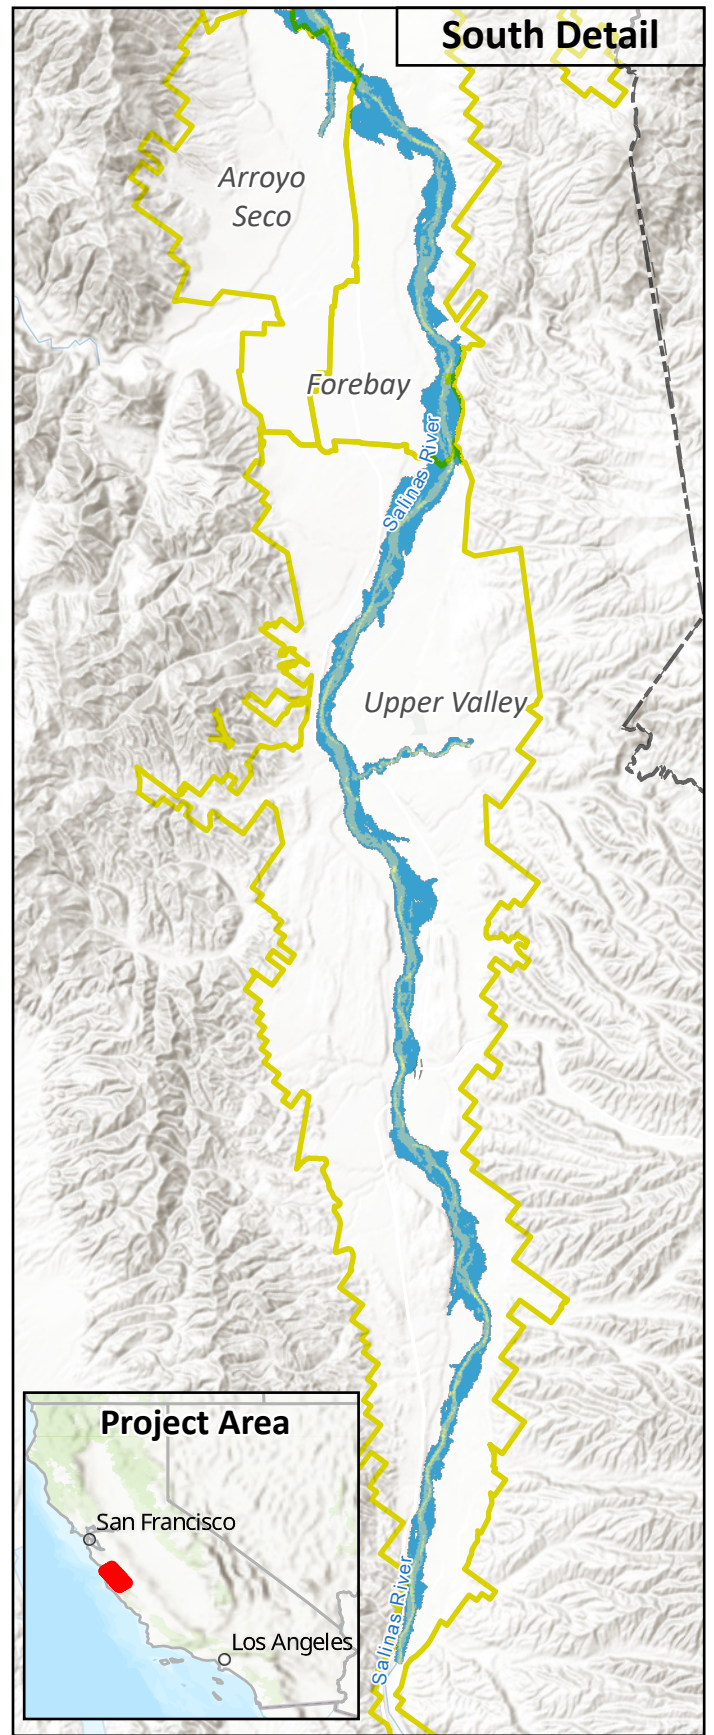 South Detail
Arroyo
Seco
Forebay
Salinas River
Upper Valley
Project Area
San Francisco
Los Angeles
Salinas River